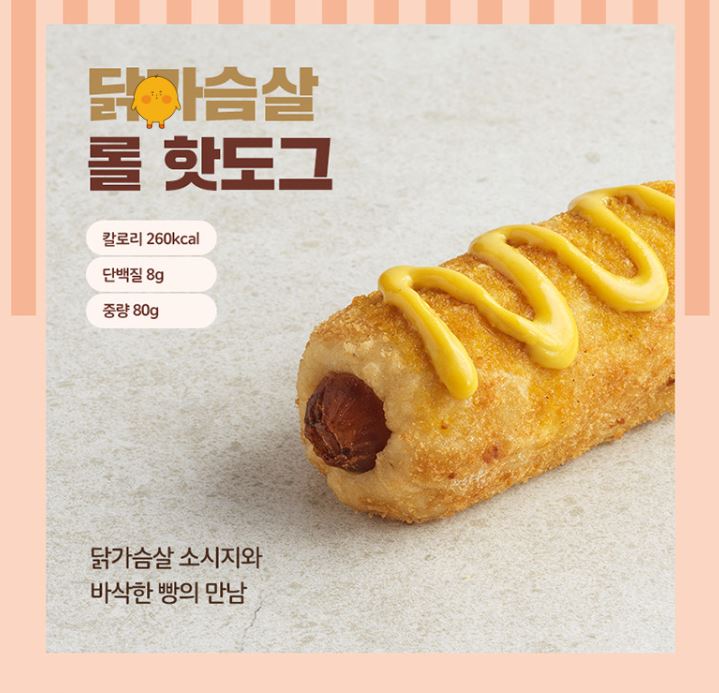 닭가슴살
롤 핫도그
칼로리 260kcal
단백질 8g
중량 80g
닭가슴살 소시지와
바삭한 빵의 만남